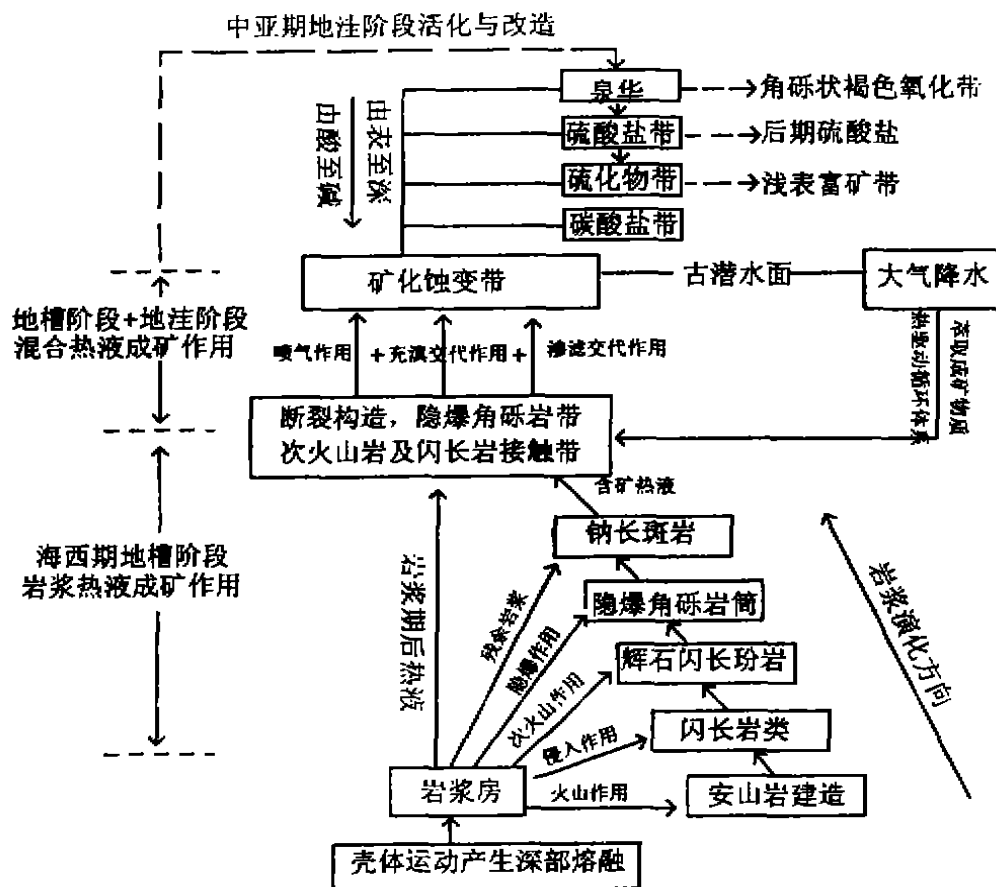 中亚期地洼阶段活化与改造
泉华
角砾状褐色氧化带
硫酸盐带
后期硫酸盐
硫化物带
浅表富矿带
碳酸盐带
由表至深
由酸至碱
矿化蚀变带
古潜水面
大气降水
地槽阶段+地洼阶段
混合热液成矿作用
喷气作用
+充滇交代作用+
渗滤交代作用
萃取成矿物质
热驱动循环体系
断裂构造，隐爆角砾岩带
次火山岩及闪长岩接触带
含矿热液
海西期地槽阶段
岩浆热液成矿作用
钠长斑岩
隐爆角砾岩筒
辉石闪长玢岩
闪长岩类
安山岩建造
岩浆期后热液
残余岩浆
隐爆作用
次火山作用
侵入作用
火山作用
岩浆演化方向
岩浆房
壳体运动产生深部熔融